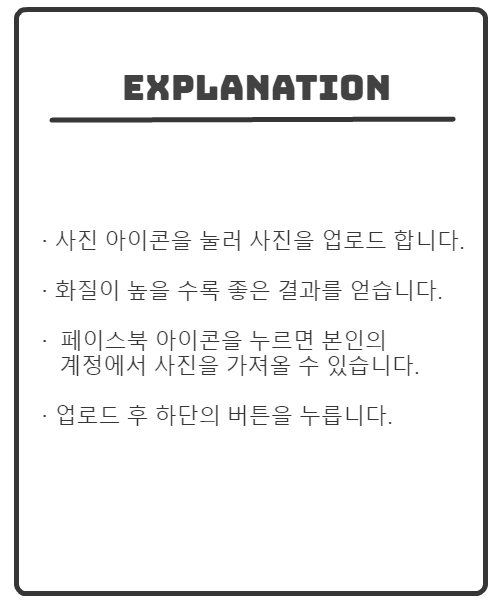 EXPLANATION
· 사진 아이콘을 눌러 사진을 업로드 합니다.
· 화질이 높을 수록 좋은 결과를 얻습니다.
· 페이스북 아이콘을 누르면 본인의
계정에서 사진을 가져올 수 있습니다.
· 업로드 후 하단의 버튼을 누릅니다.